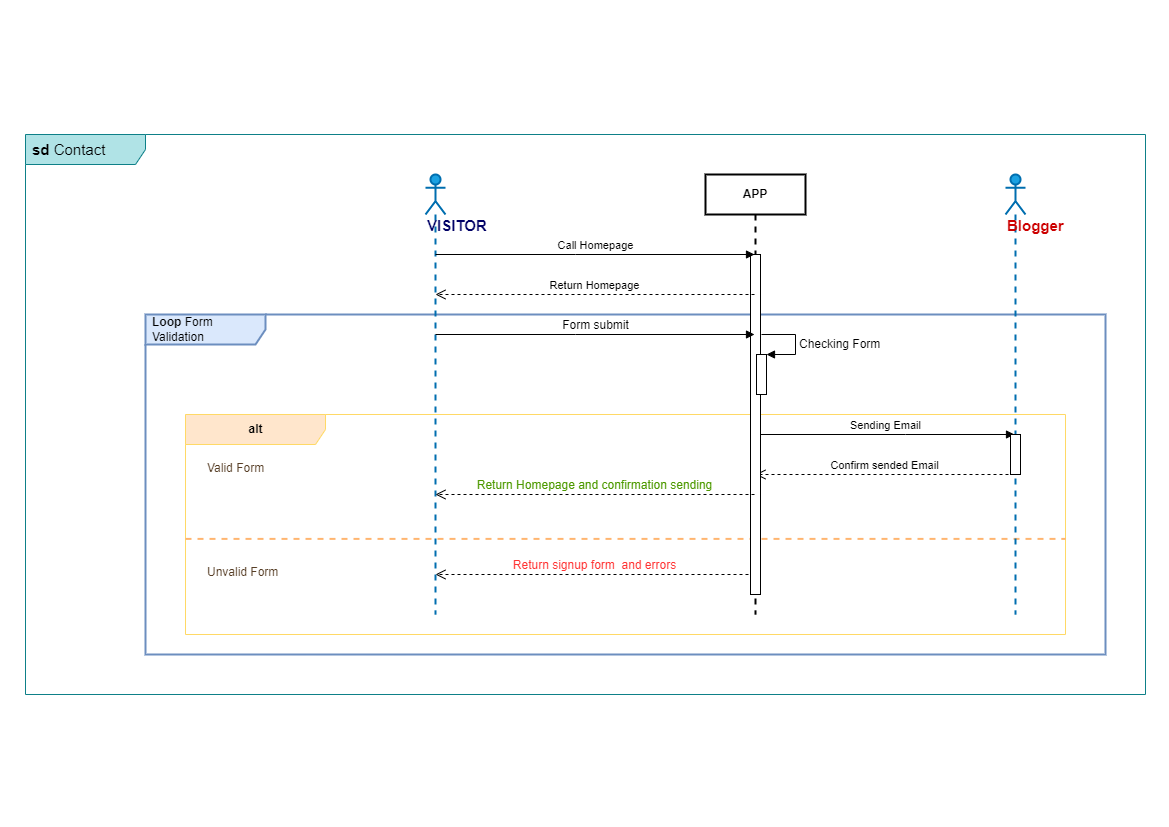 sd Contact
APP
VISITOR
Blogger
Call Homepage
Return Homepage
Loop Form
Validation
Form submit
Checking Form
alt
Sending Email
Valid Form
Confirm sended Email
Return Homepage and confirmation sending
Unvalid Form
Return signup form  and errors